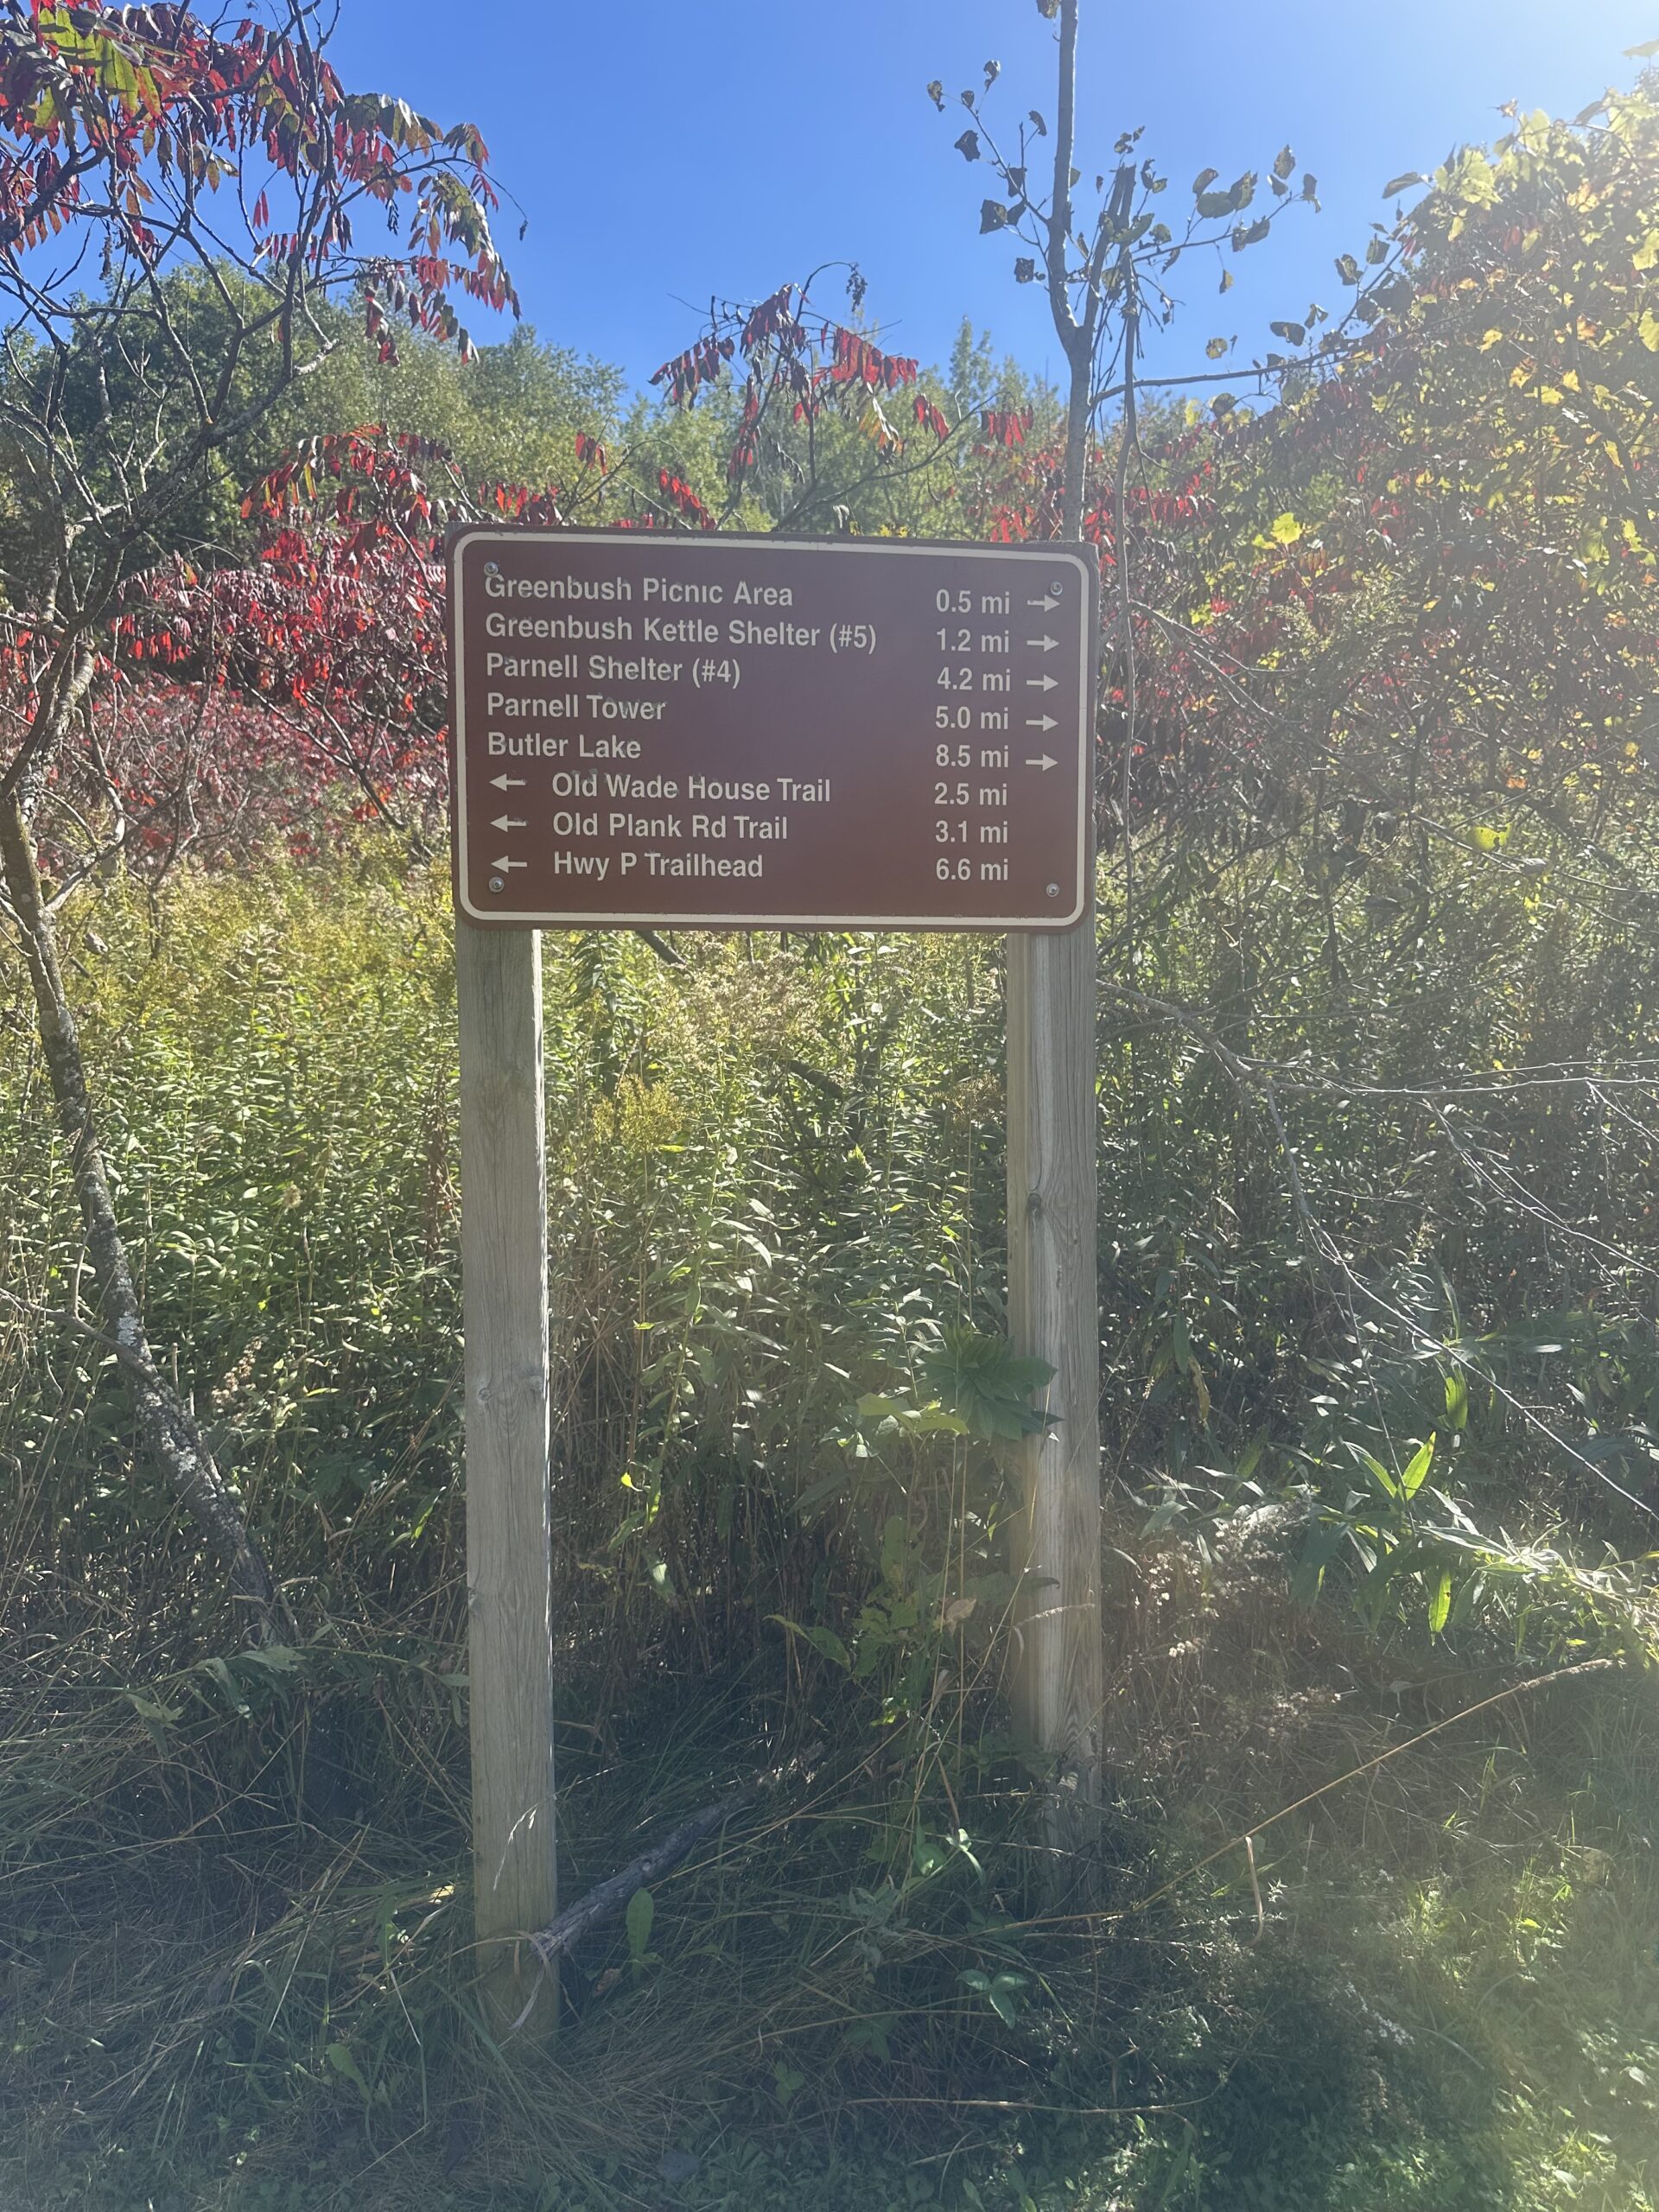 Greenbush Picnic Area 0.5 mi →
Greenbush Kettle Shelter (#5) 1.2 mi →
Parnell Shelter (#4) 4.2 mi →
Parnell Tower 5.0 mi →
Butler Lake 8.5 mi →
← Old Wade House Trail 2.5 mi
← Old Plank Rd Trail 3.1 mi
← Hwy P Trailhead 6.6 mi